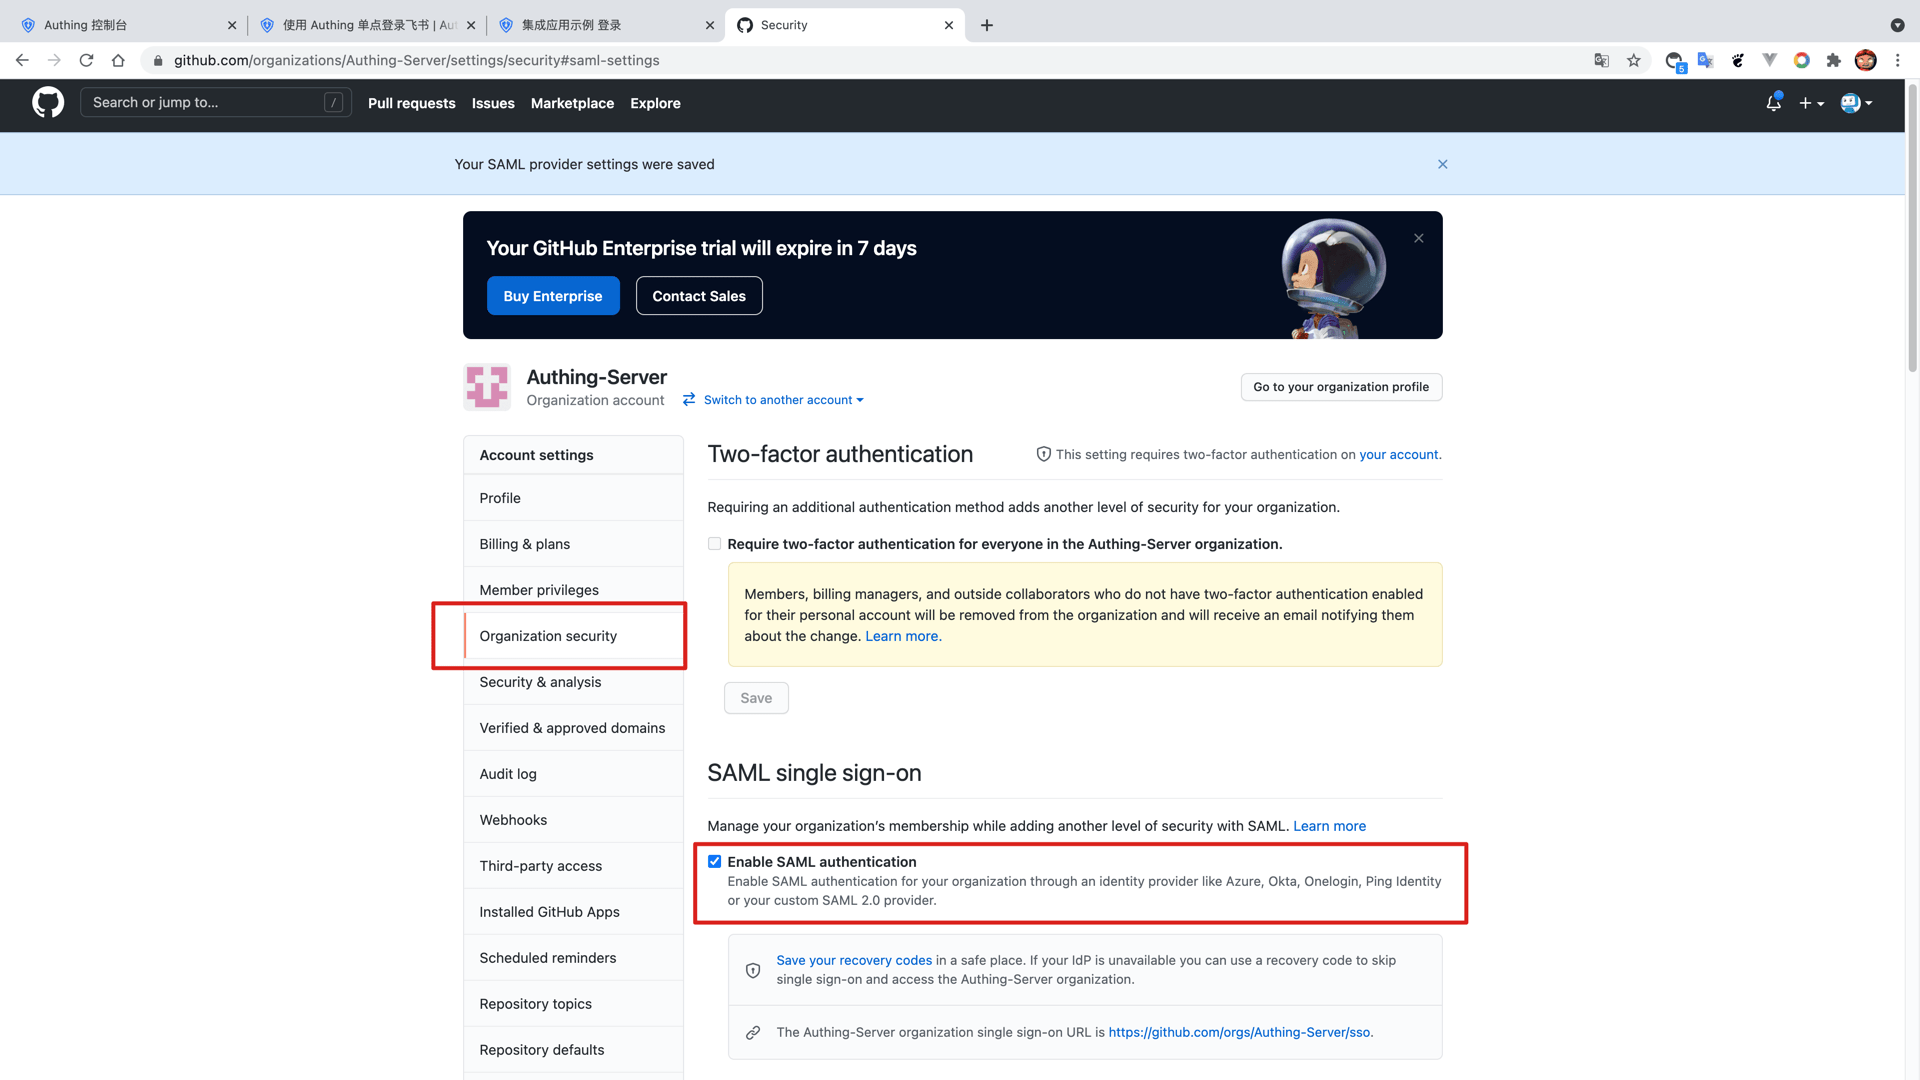 Authing 控制台
使用 Authing 单点登录飞书 | Aut
集成应用示例 登录
Security
github.com/organizations/Authing-Server/settings/security#saml-settings
5
Search or jump to...
/
Pull requests
Issues
Marketplace
Explore
Your SAML provider settings were saved
Your GitHub Enterprise trial will expire in 7 days
Buy Enterprise
Contact Sales
Authing-Server
Organization account
Switch to another account
Go to your organization profile
Account settings
Profile
Billing & plans
Member privileges
Organization security
Security & analysis
Verified & approved domains
Audit log
Webhooks
Third-party access
Installed GitHub Apps
Scheduled reminders
Repository topics
Repository defaults
Two-factor authentication
This setting requires two-factor authentication on your account.
Requiring an additional authentication method adds another level of security for your organization.
Require two-factor authentication for everyone in the Authing-Server organization.
Members, billing managers, and outside collaborators who do not have two-factor authentication enabled
for their personal account will be removed from the organization and will receive an email notifying them
about the change. Learn more.
Save
SAML single sign-on
Manage your organization's membership while adding another level of security with SAML. Learn more
Enable SAML authentication
Enable SAML authentication for your organization through an identity provider like Azure, Okta, Onelogin, Ping Identity
or your custom SAML 2.0 provider.
Save your recovery codes in a safe place. If your IdP is unavailable you can use a recovery code to skip
single sign-on and access the Authing-Server organization.
The Authing-Server organization single sign-on URL is https://github.com/orgs/Authing-Server/sso.